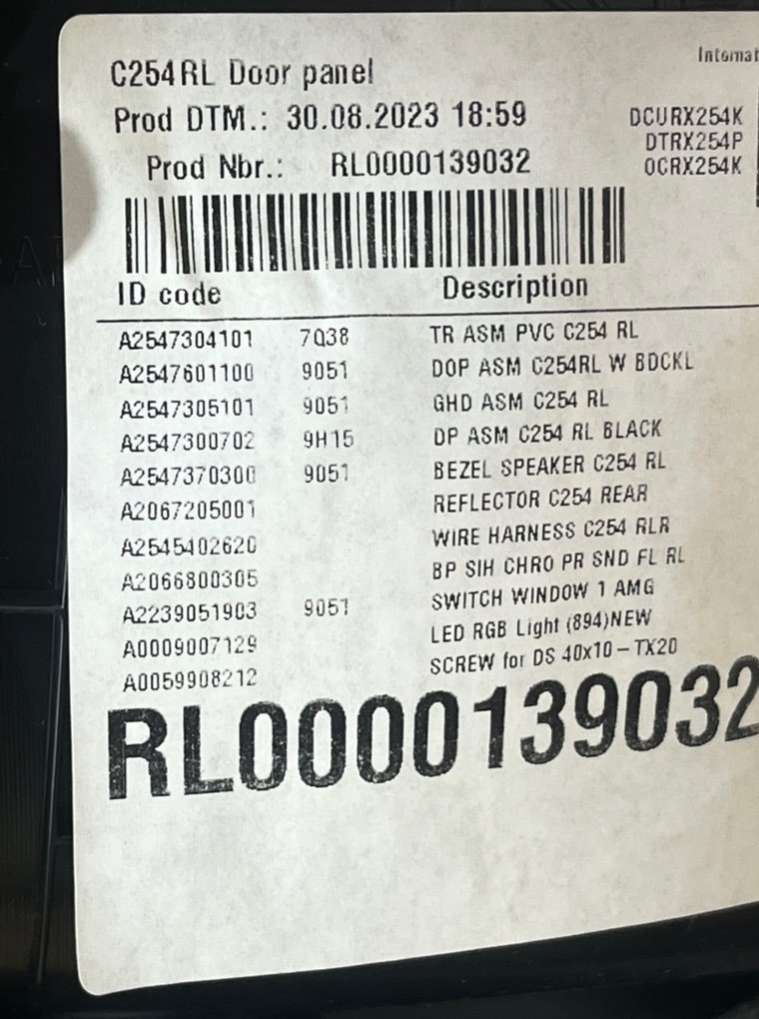 C254RL Door panel
Prod DTM.: 30.08.2023 18:59
Prod Nbr.: RL0000139032
DCURX254K
DTRX254P
OCRX254K
ID code Description
A2547304101 7Q38 TR ASM PVC C254 RL
A2547601100 9051 DOP ASM C254RL W BDCKL
A2547305101 9051 GHD ASM C254 RL
A2547300702 9H15 DP ASM C254 RL BLACK
A2547370300 9051 BEZEL SPEAKER C254 RL
A2067205001 REFLECTOR C254 REAR
A2545402620 WIRE HARNESS C254 RLR
A2066800305 BP SIH CHRO PR SND FL RL
A2239051903 9051 SWITCH WINDOW 1 AMG
A0009007129 LED RGB Light (894)NEW
A0059908212 SCREW for DS 40x10-TX20
RL0000139032